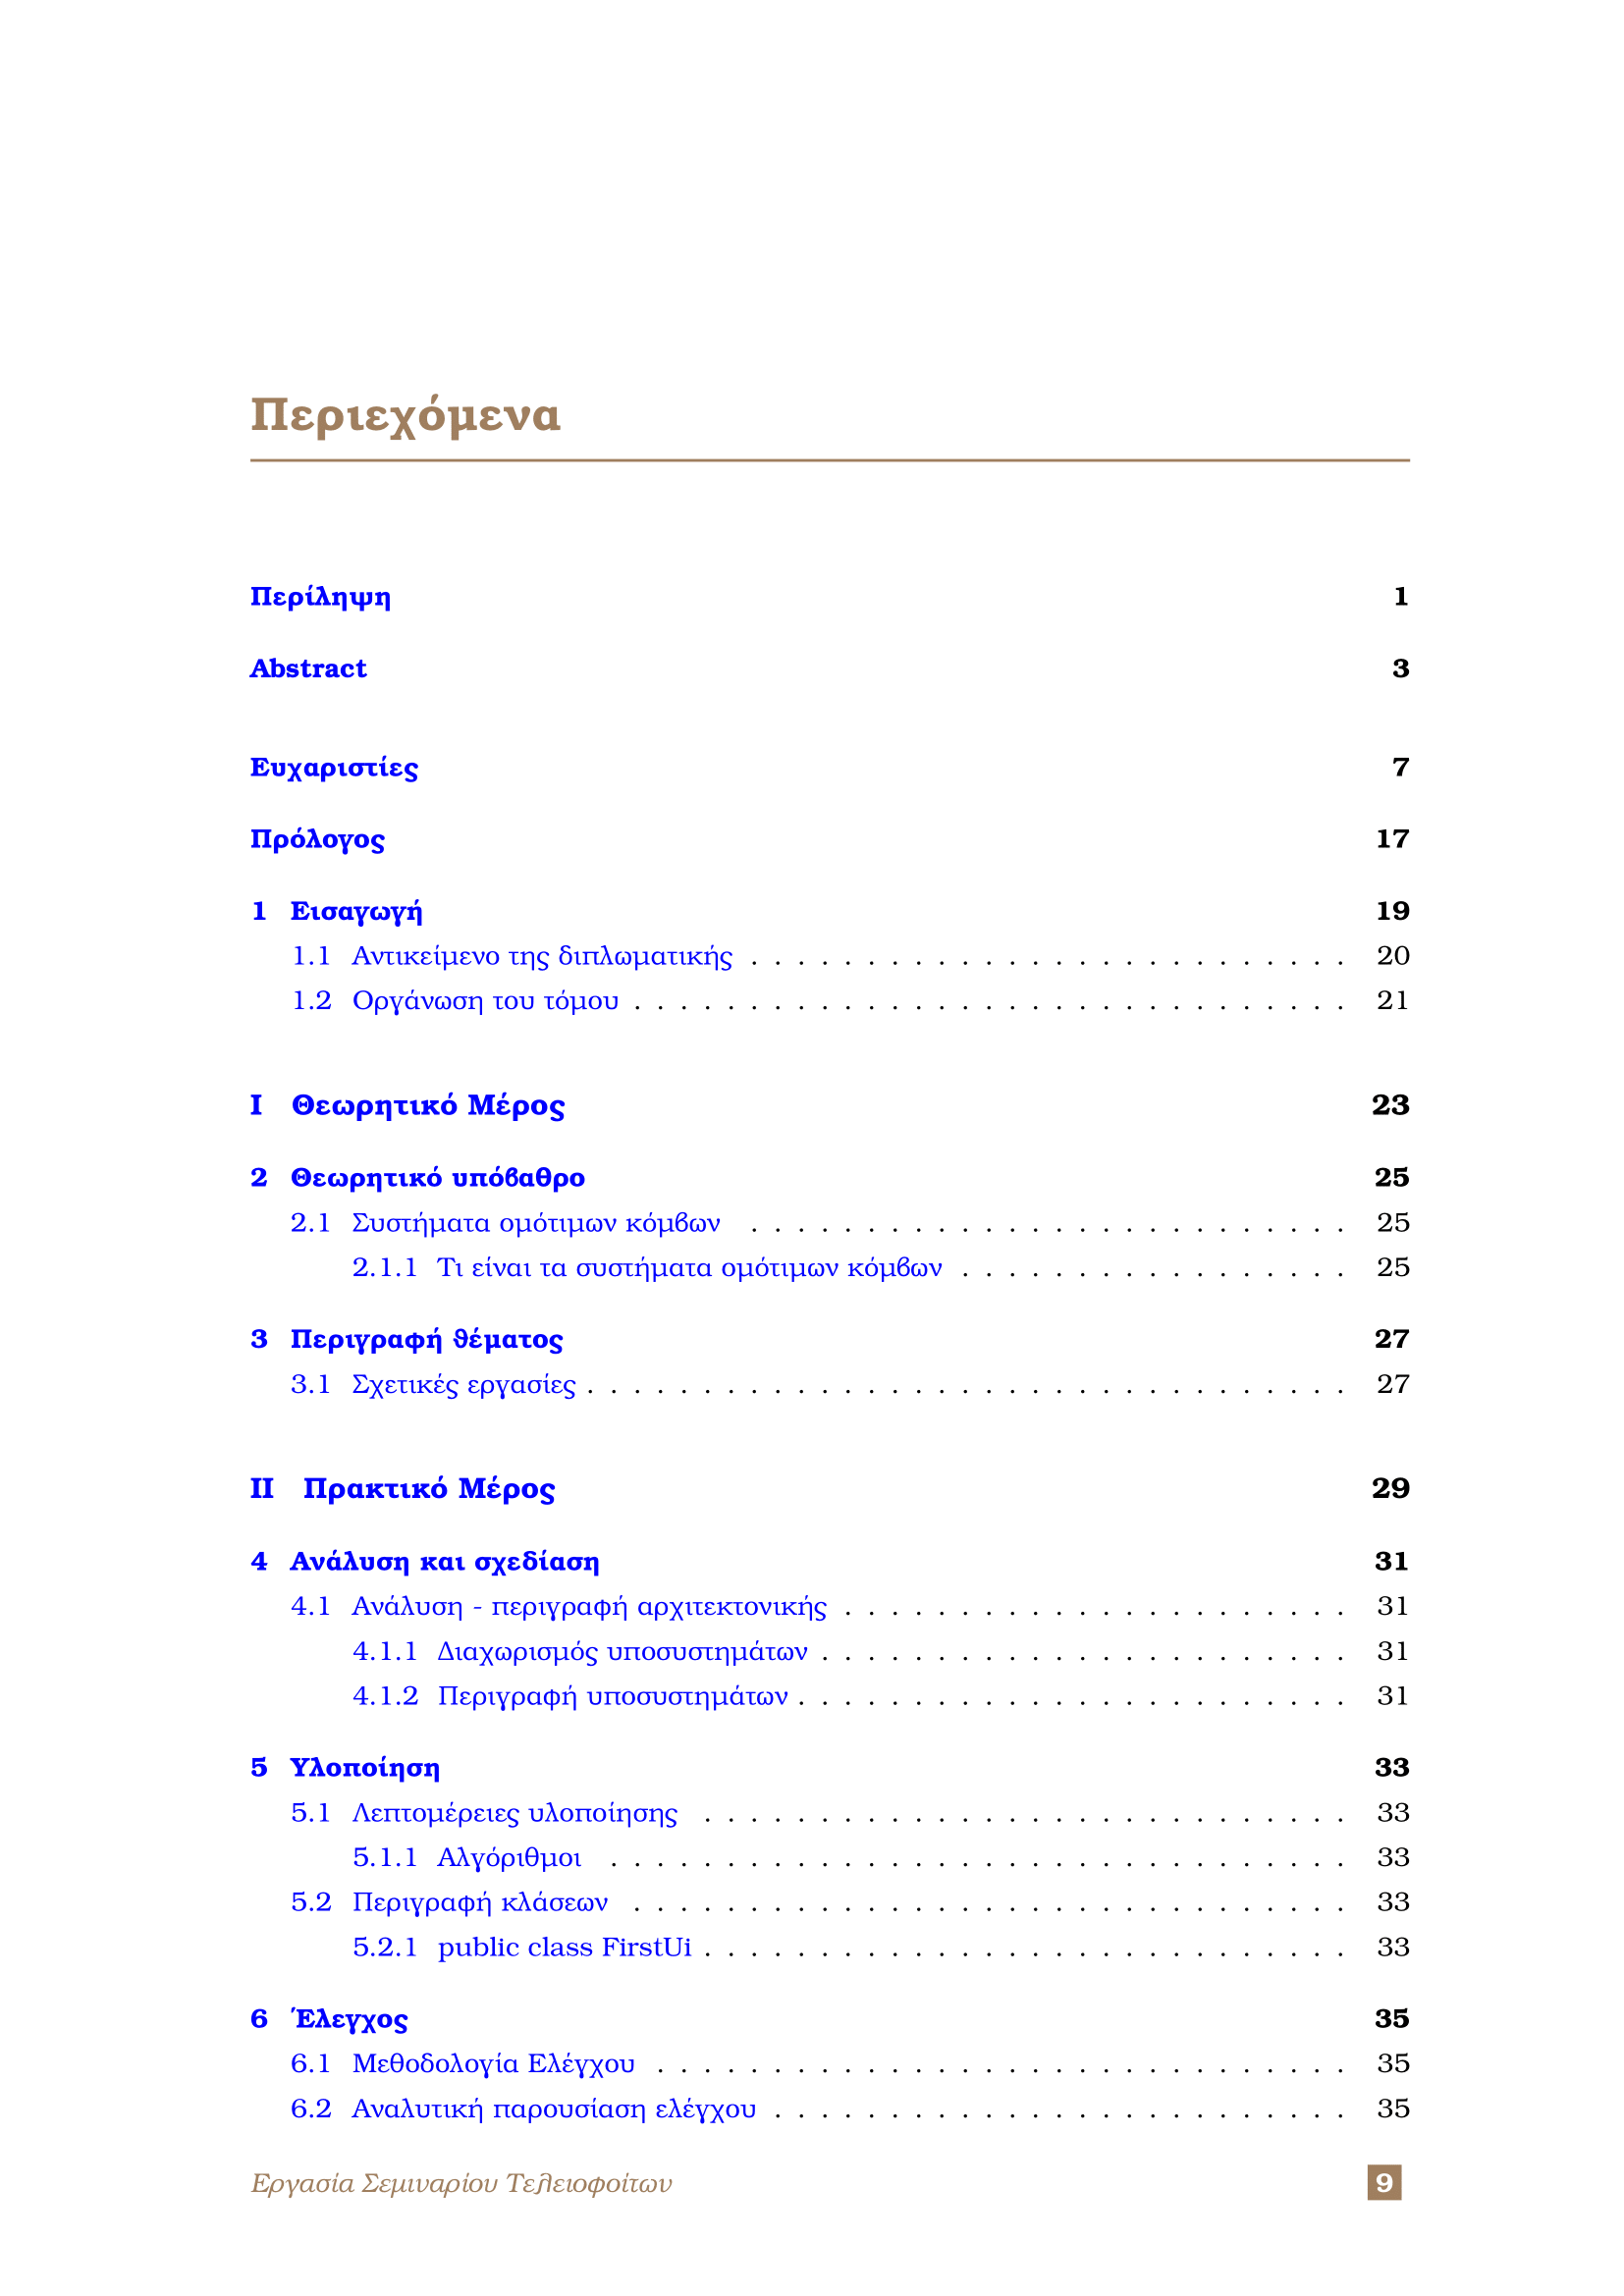 Περιεχόμενα
Περίληψη 1
Abstract 3
Ευχαριστίες 7
Πρόλογος 17
1 Εισαγωγή 19
1.1 Αντικείμενο της διπλωματικής . . . . . . . . . . . . . . . . . . . . . . . . . . 20
1.2 Οργάνωση του τόμου . . . . . . . . . . . . . . . . . . . . . . . . . . . . . . . 21
I Θεωρητικό Μέρος 23
2 Θεωρητικό υπόβαθρο 25
2.1 Συστήματα ομότιμων κόμβων . . . . . . . . . . . . . . . . . . . . . . . . . . 25
2.1.1 Τι είναι τα συστήματα ομότιμων κόμβων . . . . . . . . . . . . . . . . . 25
3 Περιγραφή θέματος 27
3.1 Σχετικές εργασίες . . . . . . . . . . . . . . . . . . . . . . . . . . . . . . . . . 27
II Πρακτικό Μέρος 29
4 Ανάλυση και σχεδίαση 31
4.1 Ανάλυση - περιγραφή αρχιτεκτονικής . . . . . . . . . . . . . . . . . . . . . . 31
4.1.1 Διαχωρισμός υποσυστημάτων . . . . . . . . . . . . . . . . . . . . . . . 31
4.1.2 Περιγραφή υποσυστημάτων . . . . . . . . . . . . . . . . . . . . . . . . 31
5 Υλοποίηση 33
5.1 Λεπτομέρειες υλοποίησης . . . . . . . . . . . . . . . . . . . . . . . . . . . . 33
5.1.1 Αλγόριθμοι . . . . . . . . . . . . . . . . . . . . . . . . . . . . . . . . 33
5.2 Περιγραφή κλάσεων . . . . . . . . . . . . . . . . . . . . . . . . . . . . . . . 33
5.2.1 public class FirstUi . . . . . . . . . . . . . . . . . . . . . . . . . . . . 33
6 Έλεγχος 35
6.1 Μεθοδολογία Ελέγχου . . . . . . . . . . . . . . . . . . . . . . . . . . . . . . 35
6.2 Αναλυτική παρουσίαση ελέγχου . . . . . . . . . . . . . . . . . . . . . . . . . 35
Εργασία Σεμιναρίου Τελειοφοίτων 9